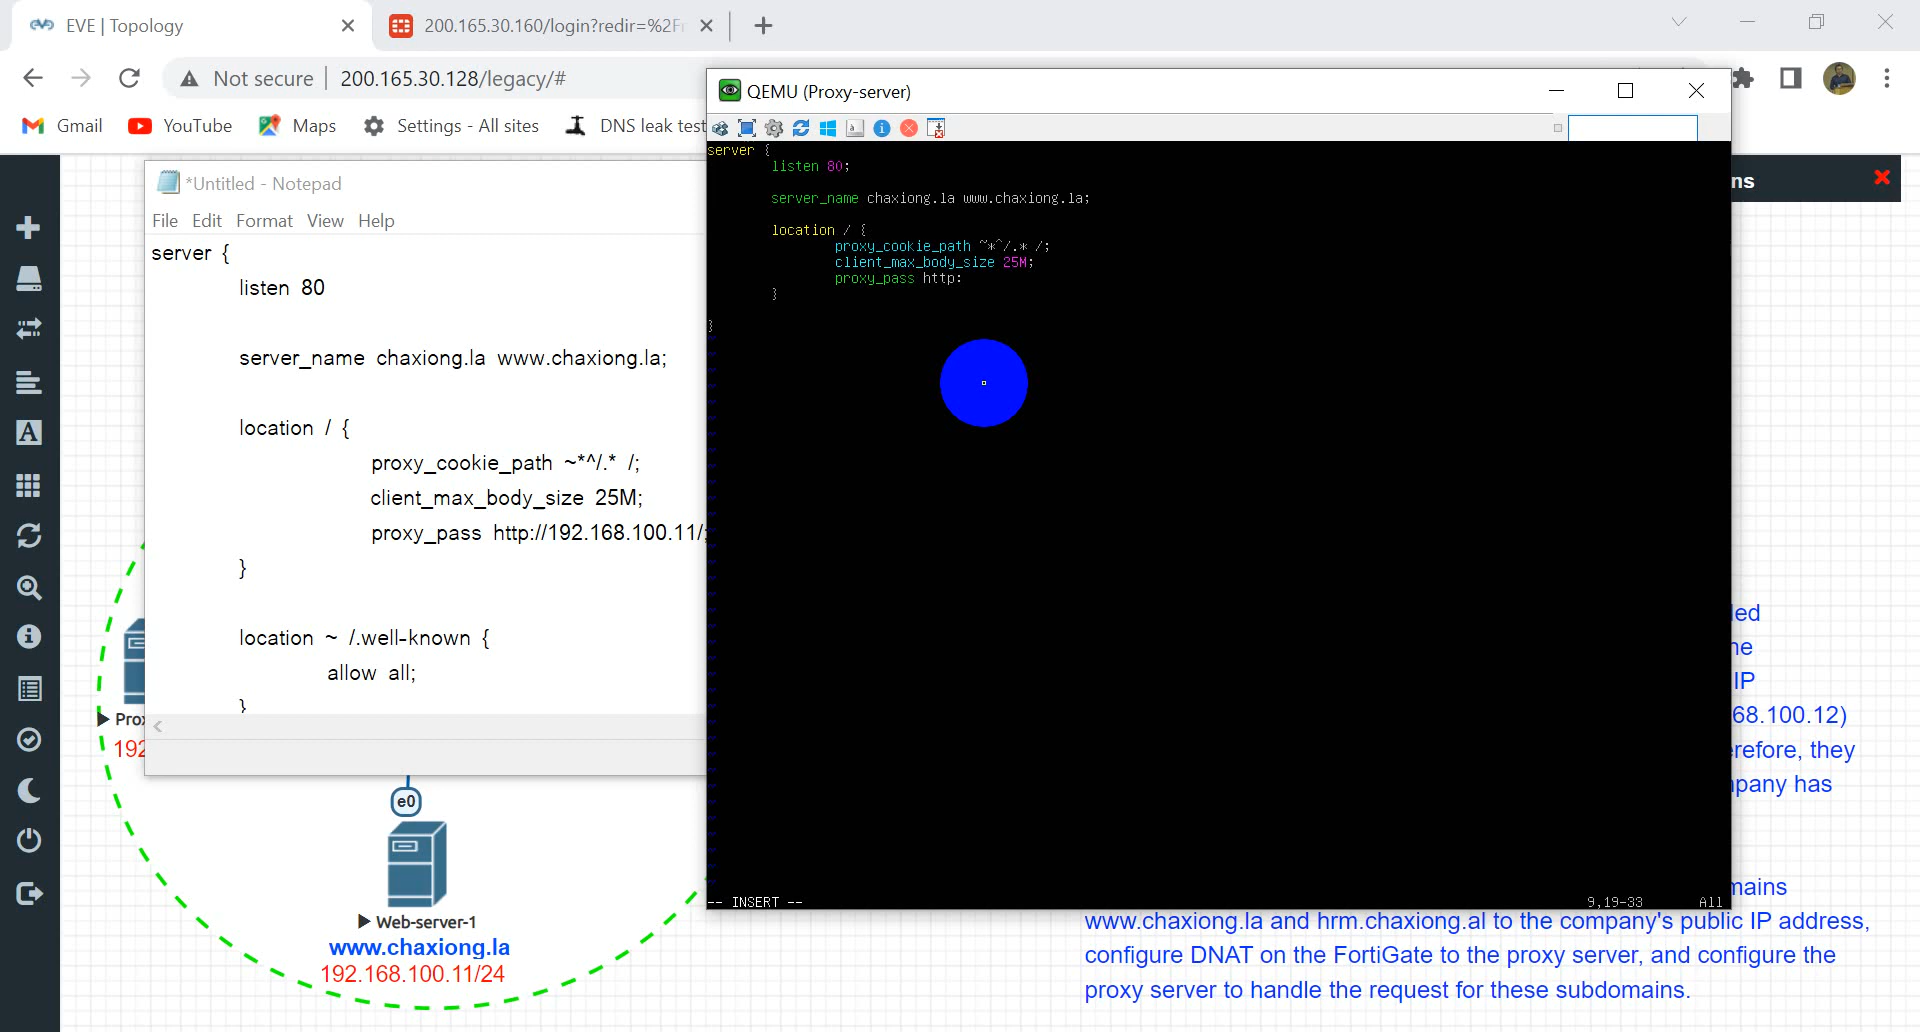 EVE | Topology
200.165.30.160/login?redir=%2F
Not secure
200.165.30.128/legacy/#
Gmail
YouTube
Maps
Settings - All sites
DNS leak test
*Untitled - Notepad
File Edit Format View Help
server {
listen 80
server_name chaxiong.la www.chaxiong.la;
location / {
proxy_cookie_path ~*^/.* /;
client_max_body_size 25M;
proxy_pass http://192.168.100.11/;
}
location ~ /.well-known {
allow all;
}
QEMU (Proxy-server)
server {
listen 80;
server_name chaxiong.la www.chaxiong.la;
location / {
proxy_cookie_path ~*^/.* /;
client_max_body_size 25M;
proxy_pass http:
}
}
-- INSERT --
9,19-33
All
ns
e0
Web-server-1
www.chaxiong.la
192.168.100.11/24
Prox
192
IP
68.100.12)
refore, they
pany has
mains
www.chaxiong.la and hrm.chaxiong.al to the company's public IP address,
configure DNAT on the FortiGate to the proxy server, and configure the
proxy server to handle the request for these subdomains.